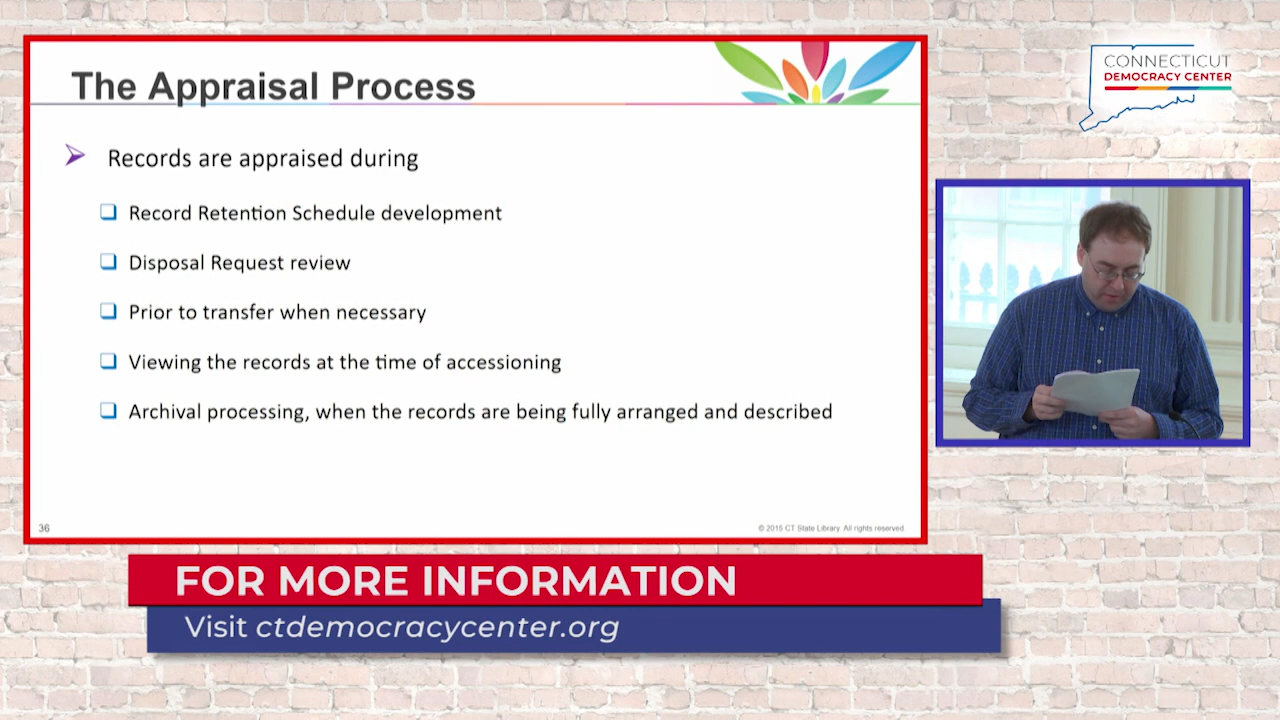 The Appraisal Process
Records are appraised during
Record Retention Schedule development
Disposal Request review
Prior to transfer when necessary
Viewing the records at the time of accessioning
Archival processing, when the records are being fully arranged and described
36
© 2015 CT State Library All rights reserved
CONNECTICUT
DEMOCRACY CENTER
FOR MORE INFORMATION
Visit ctdemocracycenter.org